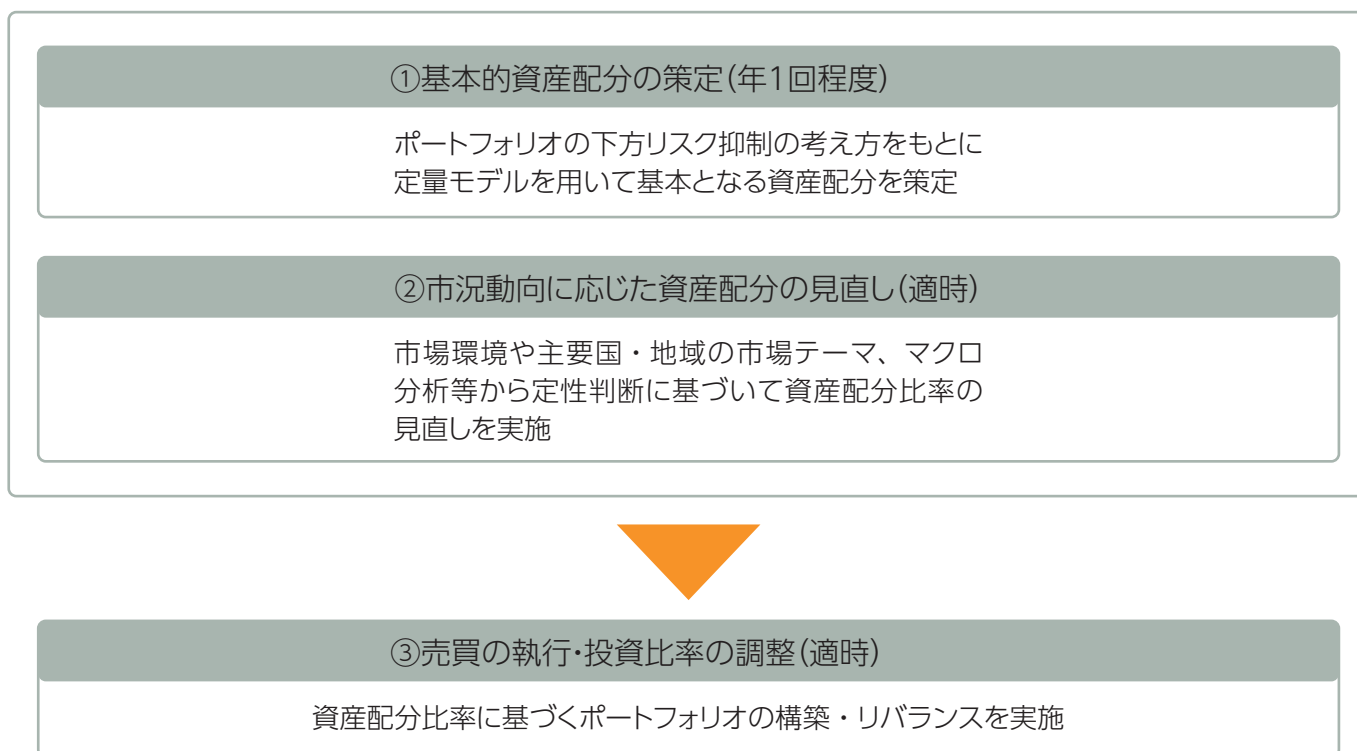 ①基本的資産配分の策定(年1回程度)
ポートフォリオの下方リスク抑制の考え方をもとに
定量モデルを用いて基本となる資産配分を策定
②市況動向に応じた資産配分の見直し(適時)
市場環境や主要国・地域の市場テーマ、マクロ
分析等から定性判断に基づいて資産配分比率の
見直しを実施
③売買の執行・投資比率の調整(適時)
資産配分比率に基づくポートフォリオの構築・リバランスを実施